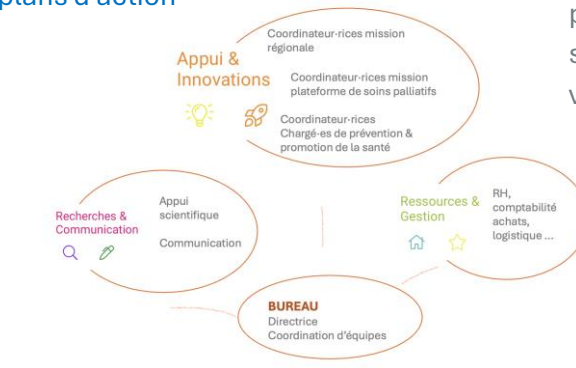 plans d'action
Coordinateur·rices mission
régionale
Appui &
Innovations
Coordinateur·rices mission
plateforme de soins palliatifs
Coordinateur·rices
Chargé·es de prévention &
promotion de la santé
Recherches &
Communication
Appui
scientifique
Communication
Ressources &
Gestion
RH,
comptabilité
achats,
logistique ...
BUREAU
Directrice
Coordination d'équipes